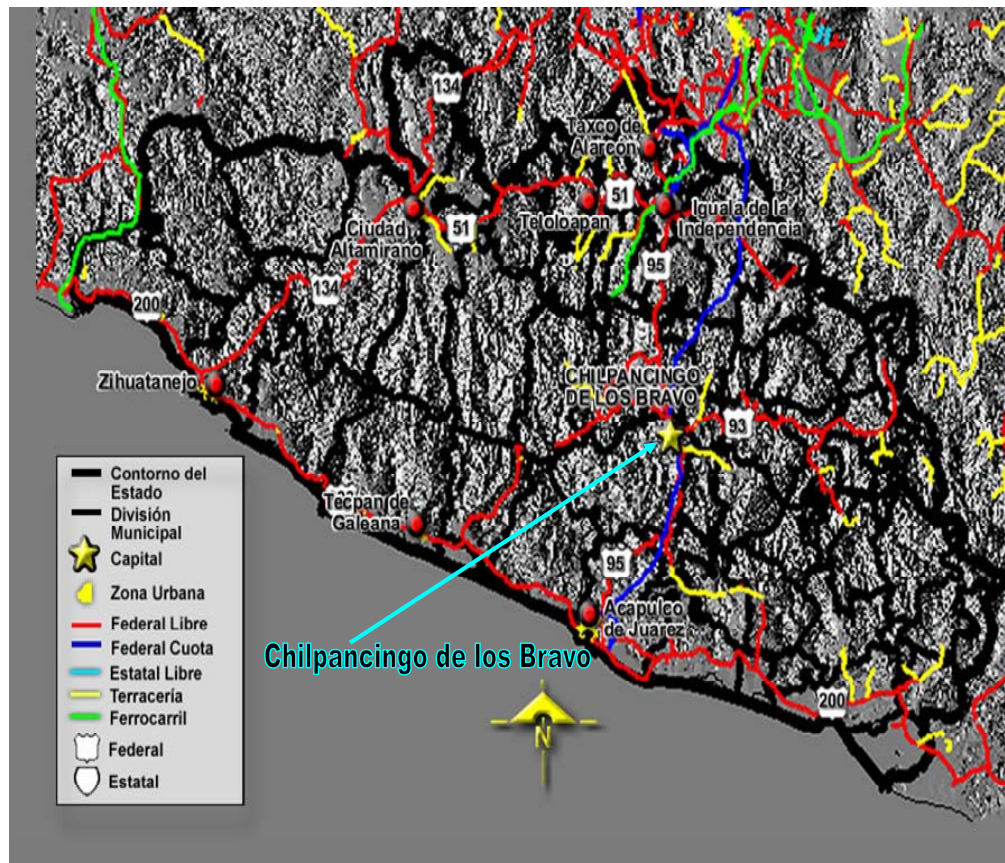 134
Taxco de
Alarcón
51
Teloloapan
Iguala de la
Independencia
Ciudad
Altamirano
51
95
134
200
Zihuatanejo
CHILPANCINGO
DE LOS BRAVO
93
Tecpan de
Galeana
95
Acapulco
de Juarez
Chilpancingo de los Bravo
200
N
Contorno del
Estado
División
Municipal
Capital
Zona Urbana
Federal Libre
Federal Cuota
Estatal Libre
Terracería
Ferrocarril
Federal
Estatal